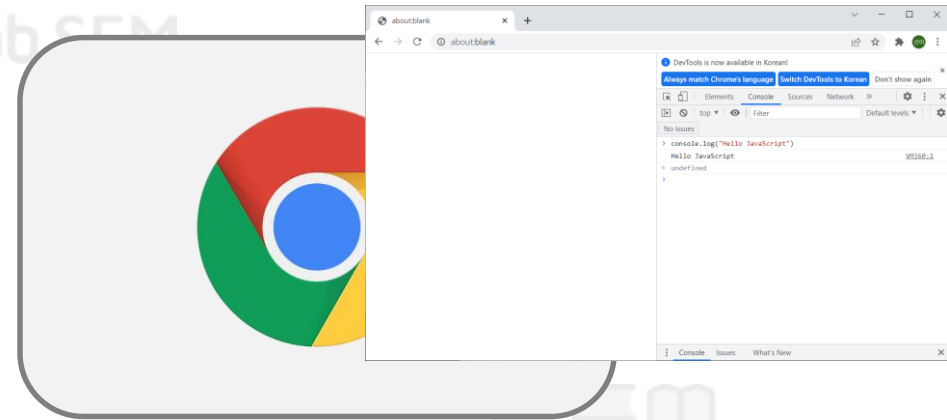 ab SEM
about:blank
about:blank
DevTools is now available in Korean!
Always match Chrome's language Switch DevTools to Korean Don't show again
Elements Console Sources Network »
top ▼ Filter Default levels ▼
No Issues
> console.log("Hello JavaScript")
Hello JavaScript VM360:1
undefined
>
Console Issues What's New